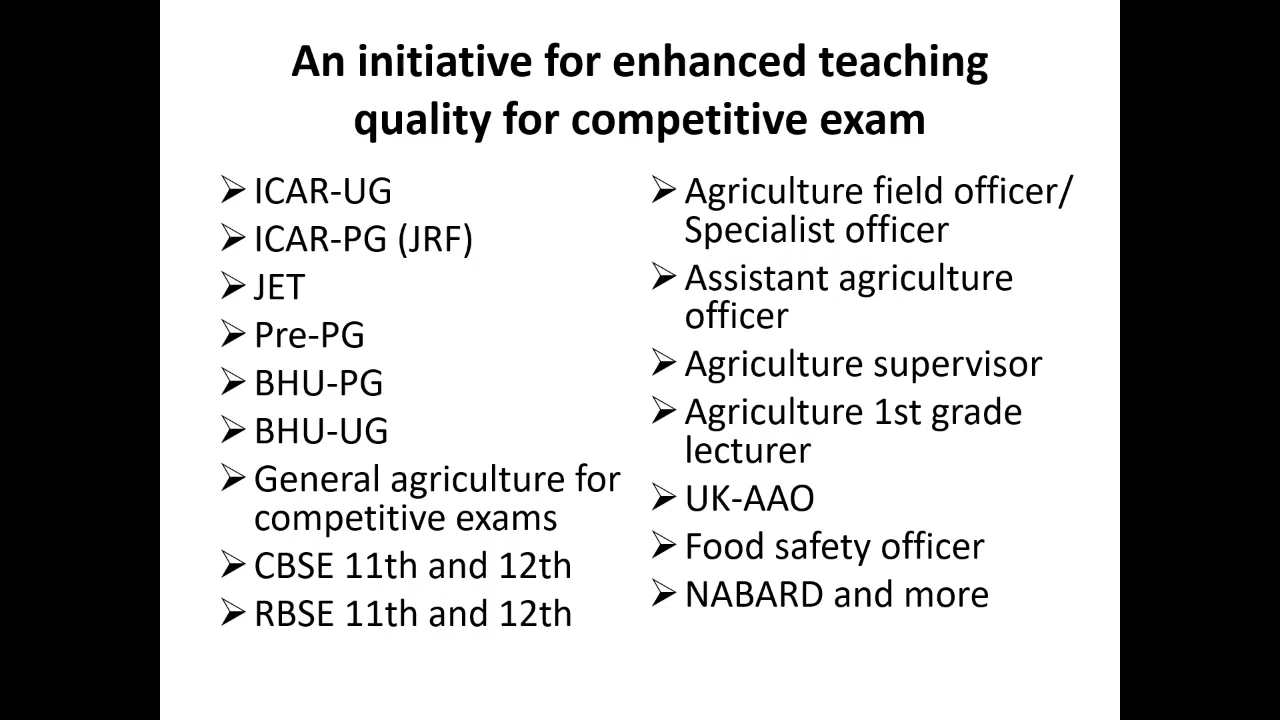 An initiative for enhanced teaching
quality for competitive exam
ICAR-UG
ICAR-PG (JRF)
JET
Pre-PG
BHU-PG
BHU-UG
General agriculture for
competitive exams
CBSE 11th and 12th
RBSE 11th and 12th
Agriculture field officer/
Specialist officer
Assistant agriculture
officer
Agriculture supervisor
Agriculture 1st grade
lecturer
UK-AAO
Food safety officer
NABARD and more